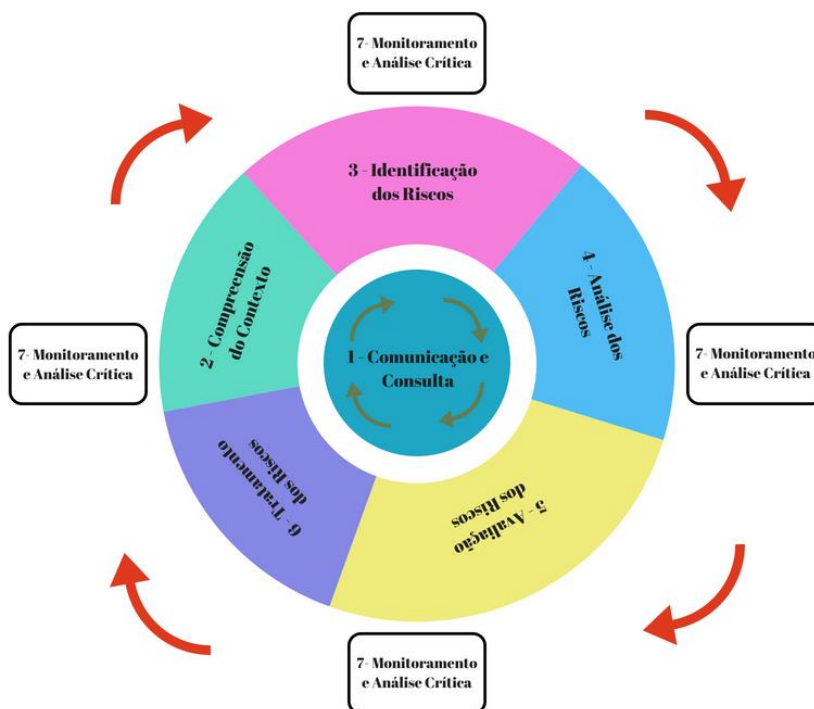 7- Monitoramento
e Análise Crítica
3 - Identificação
dos Riscos
2 - Compreensão
do Contexto
4 - Análise dos
Riscos
7- Monitoramento
e Análise Crítica
1 - Comunicação e
Consulta
7- Monitoramento
e Análise Crítica
6 - Tratamento
dos Riscos
5 - Avaliação
dos Riscos
7- Monitoramento
e Análise Crítica